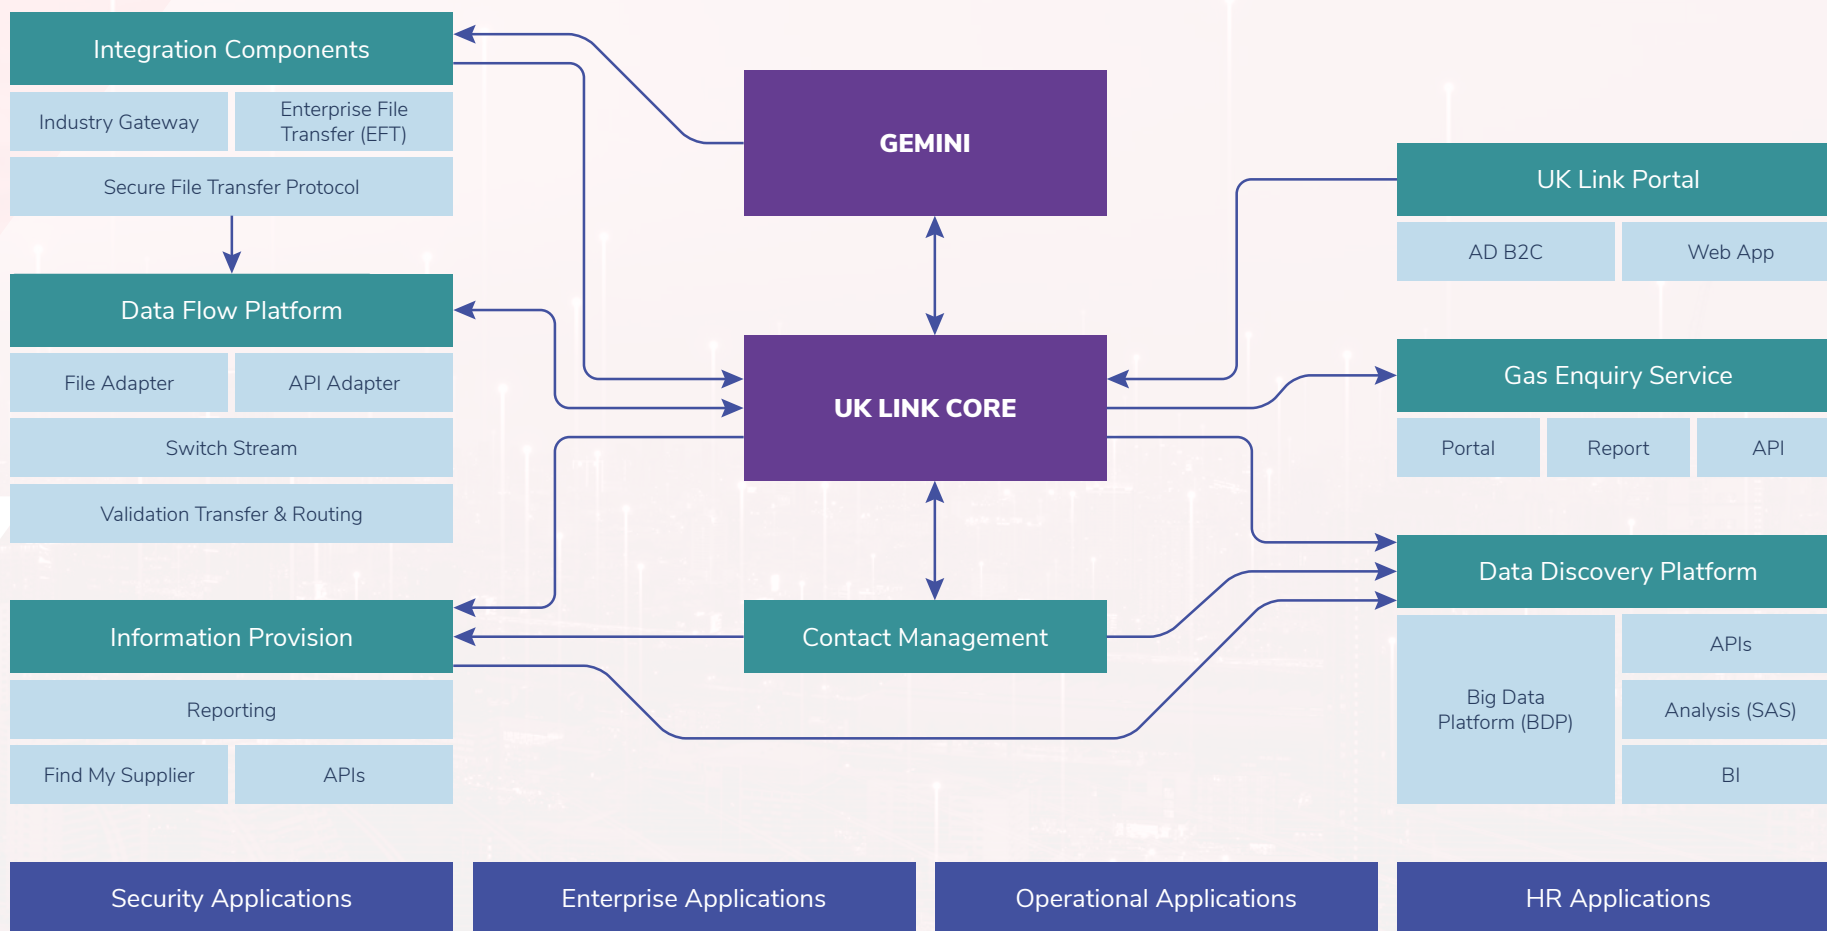 Integration Components
Industry Gateway
Enterprise File
Transfer (EFT)
Secure File Transfer Protocol
Data Flow Platform
File Adapter
API Adapter
Switch Stream
Validation Transfer & Routing
Information Provision
Reporting
Find My Supplier
APIs
GEMINI
UK LINK CORE
Contact Management
UK Link Portal
AD B2C
Web App
Gas Enquiry Service
Portal
Report
API
Data Discovery Platform
Big Data
Platform (BDP)
APIs
Analysis (SAS)
BI
Security Applications
Enterprise Applications
Operational Applications
HR Applications